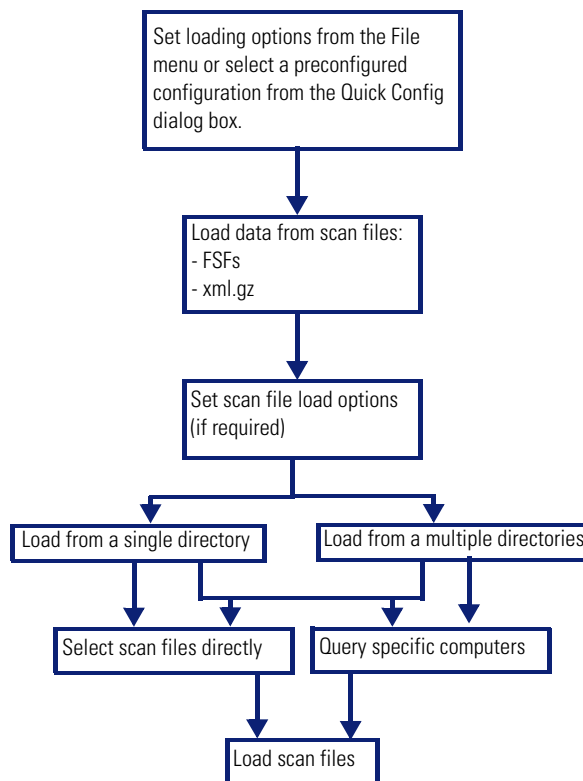 Set loading options from the File
menu or select a preconfigured
configuration from the Quick Config
dialog box.
Load data from scan files:
- FSFs
- xml.gz
Set scan file load options
(if required)
Load from a single directory
Load from a multiple directories
Select scan files directly
Query specific computers
Load scan files